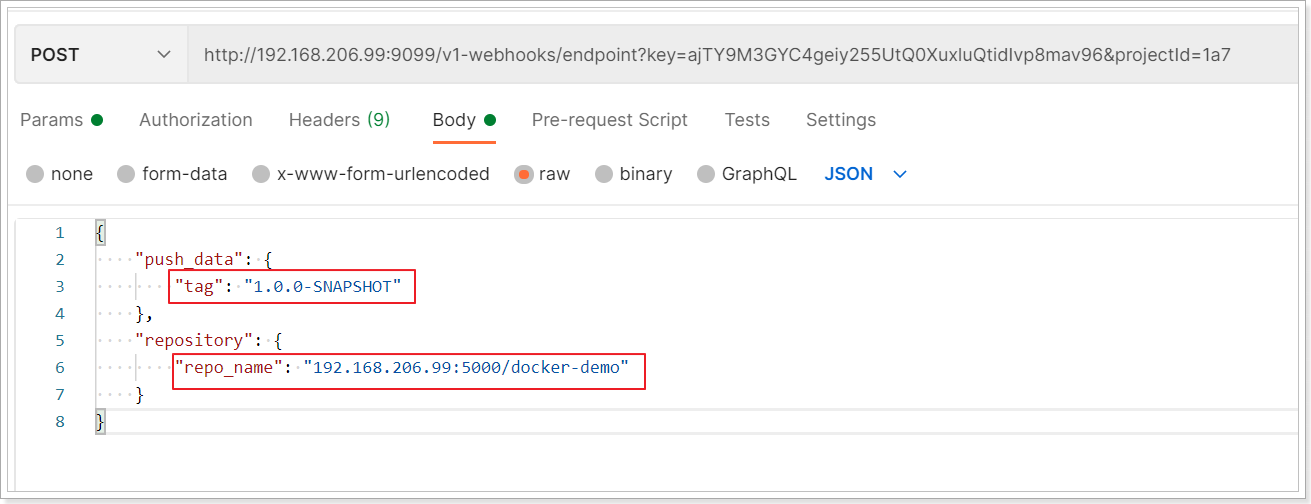 POST http://192.168.206.99:9099/v1-webhooks/endpoint?key=ajTY9M3GYC4geiy255UtQ0XuxluQtidIvp8mav96&projectId=1a7
Params Authorization Headers (9) Body Pre-request Script Tests Settings
none form-data x-www-form-urlencoded raw binary GraphQL JSON
1 {
2 "push_data": {
3 "tag": "1.0.0-SNAPSHOT"
4 },
5 "repository": {
6 "repo_name": "192.168.206.99:5000/docker-demo"
7 }
8 }